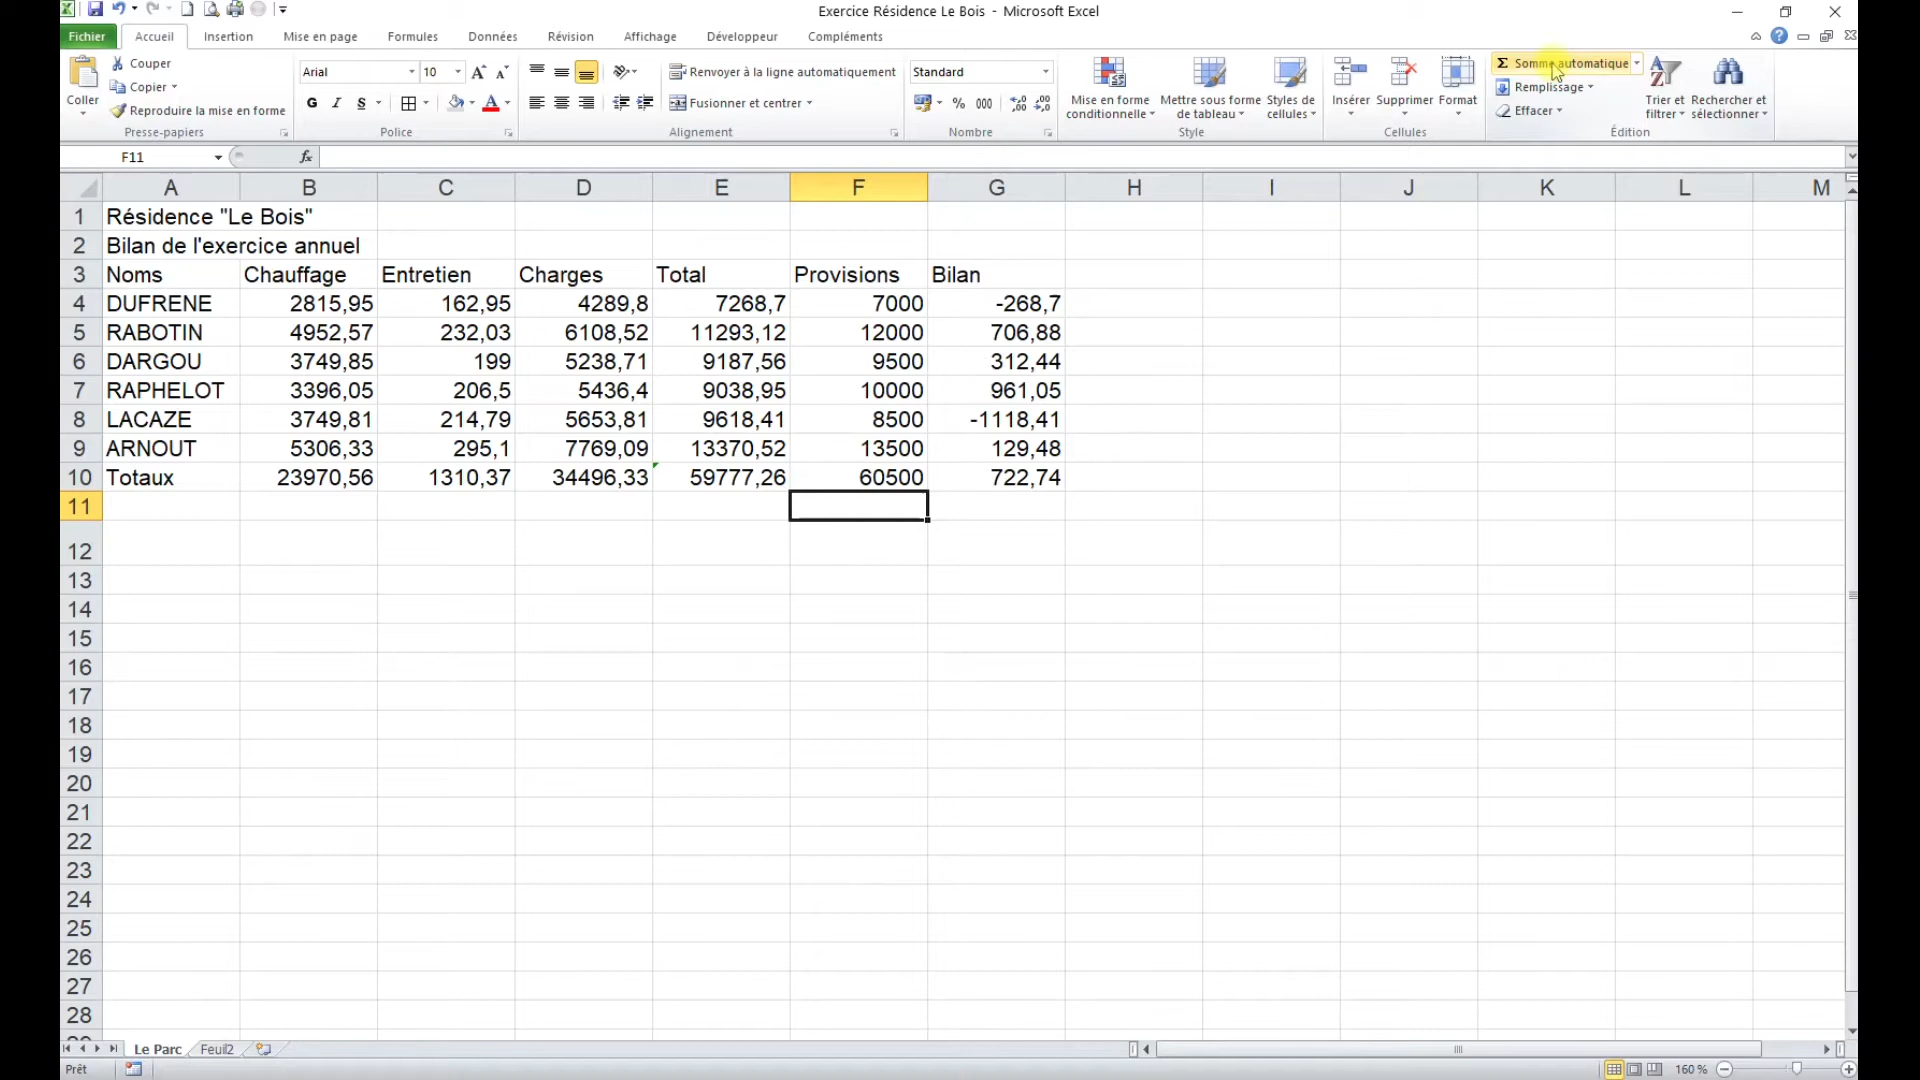 Exercice Résidence Le Bois - Microsoft Excel
Fichier Accueil Insertion Mise en page Formules Données Révision Affichage Développeur Compléments
Coller
Couper
Copier
Reproduire la mise en forme
Presse-papiers
Arial 10
G I S
Police
Renvoyer à la ligne automatiquement
Fusionner et centrer
Alignement
Standard
% 000
Nombre
Mise en forme conditionnelle
Mettre sous forme de tableau
Styles de cellules
Style
Insérer
Supprimer
Format
Cellules
Σ Somme automatique
Remplissage
Effacer
Trier et filtrer
Rechercher et sélectionner
Édition
F11 fx
A B C D E F G H I J K L M
1 Résidence "Le Bois"
2 Bilan de l'exercice annuel
3 Noms Chauffage Entretien Charges Total Provisions Bilan
4 DUFRENE 2815,95 162,95 4289,8 7268,7 7000 -268,7
5 RABOTIN 4952,57 232,03 6108,52 11293,12 12000 706,88
6 DARGOU 3749,85 199 5238,71 9187,56 9500 312,44
7 RAPHELOT 3396,05 206,5 5436,4 9038,95 10000 961,05
8 LACAZE 3749,81 214,79 5653,81 9618,41 8500 -1118,41
9 ARNOUT 5306,33 295,1 7769,09 13370,52 13500 129,48
10 Totaux 23970,56 1310,37 34496,33 59777,26 60500 722,74
11
12
13
14
15
16
17
18
19
20
21
22
23
24
25
26
27
28
Le Parc Feuil2
Prêt 160 %